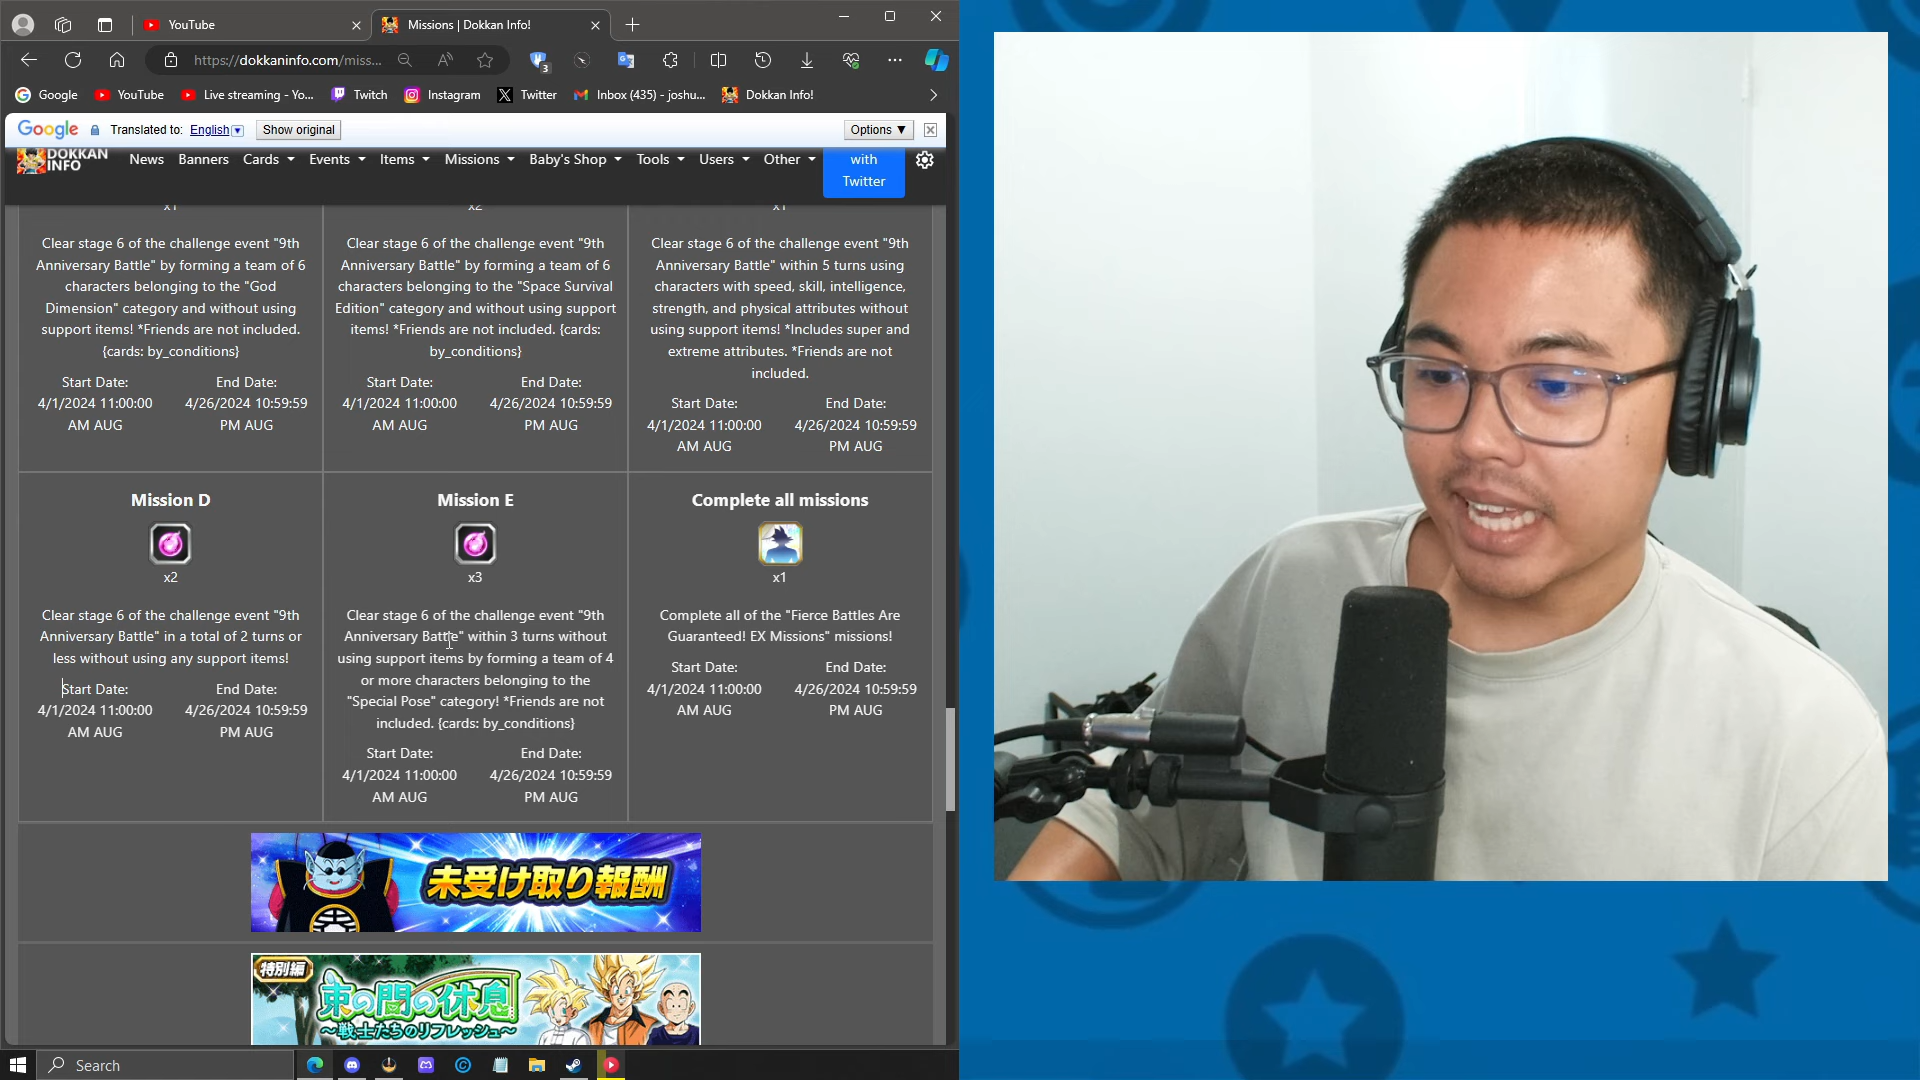 YouTube
Missions | Dokkan Info!
https://dokkaninfo.com/miss...
3
Google
YouTube
Live streaming - Yo...
Twitch
Instagram
Twitter
Inbox (435) - joshu...
Dokkan Info!
Google
Translated to: English
Show original
Options ▼
DOKKAN INFO
News
Banners
Cards
Events
Items
Missions
Baby's Shop
Tools
Users
Other
with Twitter
x1
x2
x1
Clear stage 6 of the challenge event "9th
Anniversary Battle" by forming a team of 6
characters belonging to the "God
Dimension" category and without using
support items! *Friends are not included.
{cards: by_conditions}
Start Date:
4/1/2024 11:00:00
AM AUG
End Date:
4/26/2024 10:59:59
PM AUG
Clear stage 6 of the challenge event "9th
Anniversary Battle" by forming a team of 6
characters belonging to the "Space Survival
Edition" category and without using support
items! *Friends are not included. {cards:
by_conditions}
Start Date:
4/1/2024 11:00:00
AM AUG
End Date:
4/26/2024 10:59:59
PM AUG
Clear stage 6 of the challenge event "9th
Anniversary Battle" within 5 turns using
characters with speed, skill, intelligence,
strength, and physical attributes without
using support items! *Includes super and
extreme attributes. *Friends are not
included.
Start Date:
4/1/2024 11:00:00
AM AUG
End Date:
4/26/2024 10:59:59
PM AUG
Mission D
x2
Clear stage 6 of the challenge event "9th
Anniversary Battle" in a total of 2 turns or
less without using any support items!
Start Date:
4/1/2024 11:00:00
AM AUG
End Date:
4/26/2024 10:59:59
PM AUG
Mission E
x3
Clear stage 6 of the challenge event "9th
Anniversary Battle" within 3 turns without
using support items by forming a team of 4
or more characters belonging to the
"Special Pose" category! *Friends are not
included. {cards: by_conditions}
Start Date:
4/1/2024 11:00:00
AM AUG
End Date:
4/26/2024 10:59:59
PM AUG
Complete all missions
x1
Complete all of the "Fierce Battles Are
Guaranteed! EX Missions" missions!
Start Date:
4/1/2024 11:00:00
AM AUG
End Date:
4/26/2024 10:59:59
PM AUG
未受け取り報酬
特別編
束の間の休息
～戦士たちのリフレッシュ～
Search